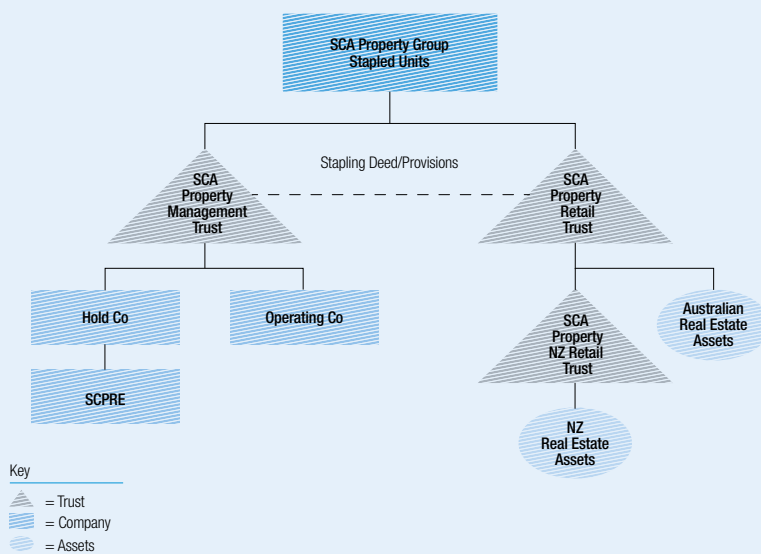 SCA Property Group
Stapled Units
Stapling Deed/Provisions
SCA
Property
Management
Trust
SCA
Property
Retail
Trust
Hold Co
Operating Co
SCPRE
SCA
Property
NZ Retail
Trust
Australian
Real Estate
Assets
NZ
Real Estate
Assets
Key
= Trust
= Company
= Assets